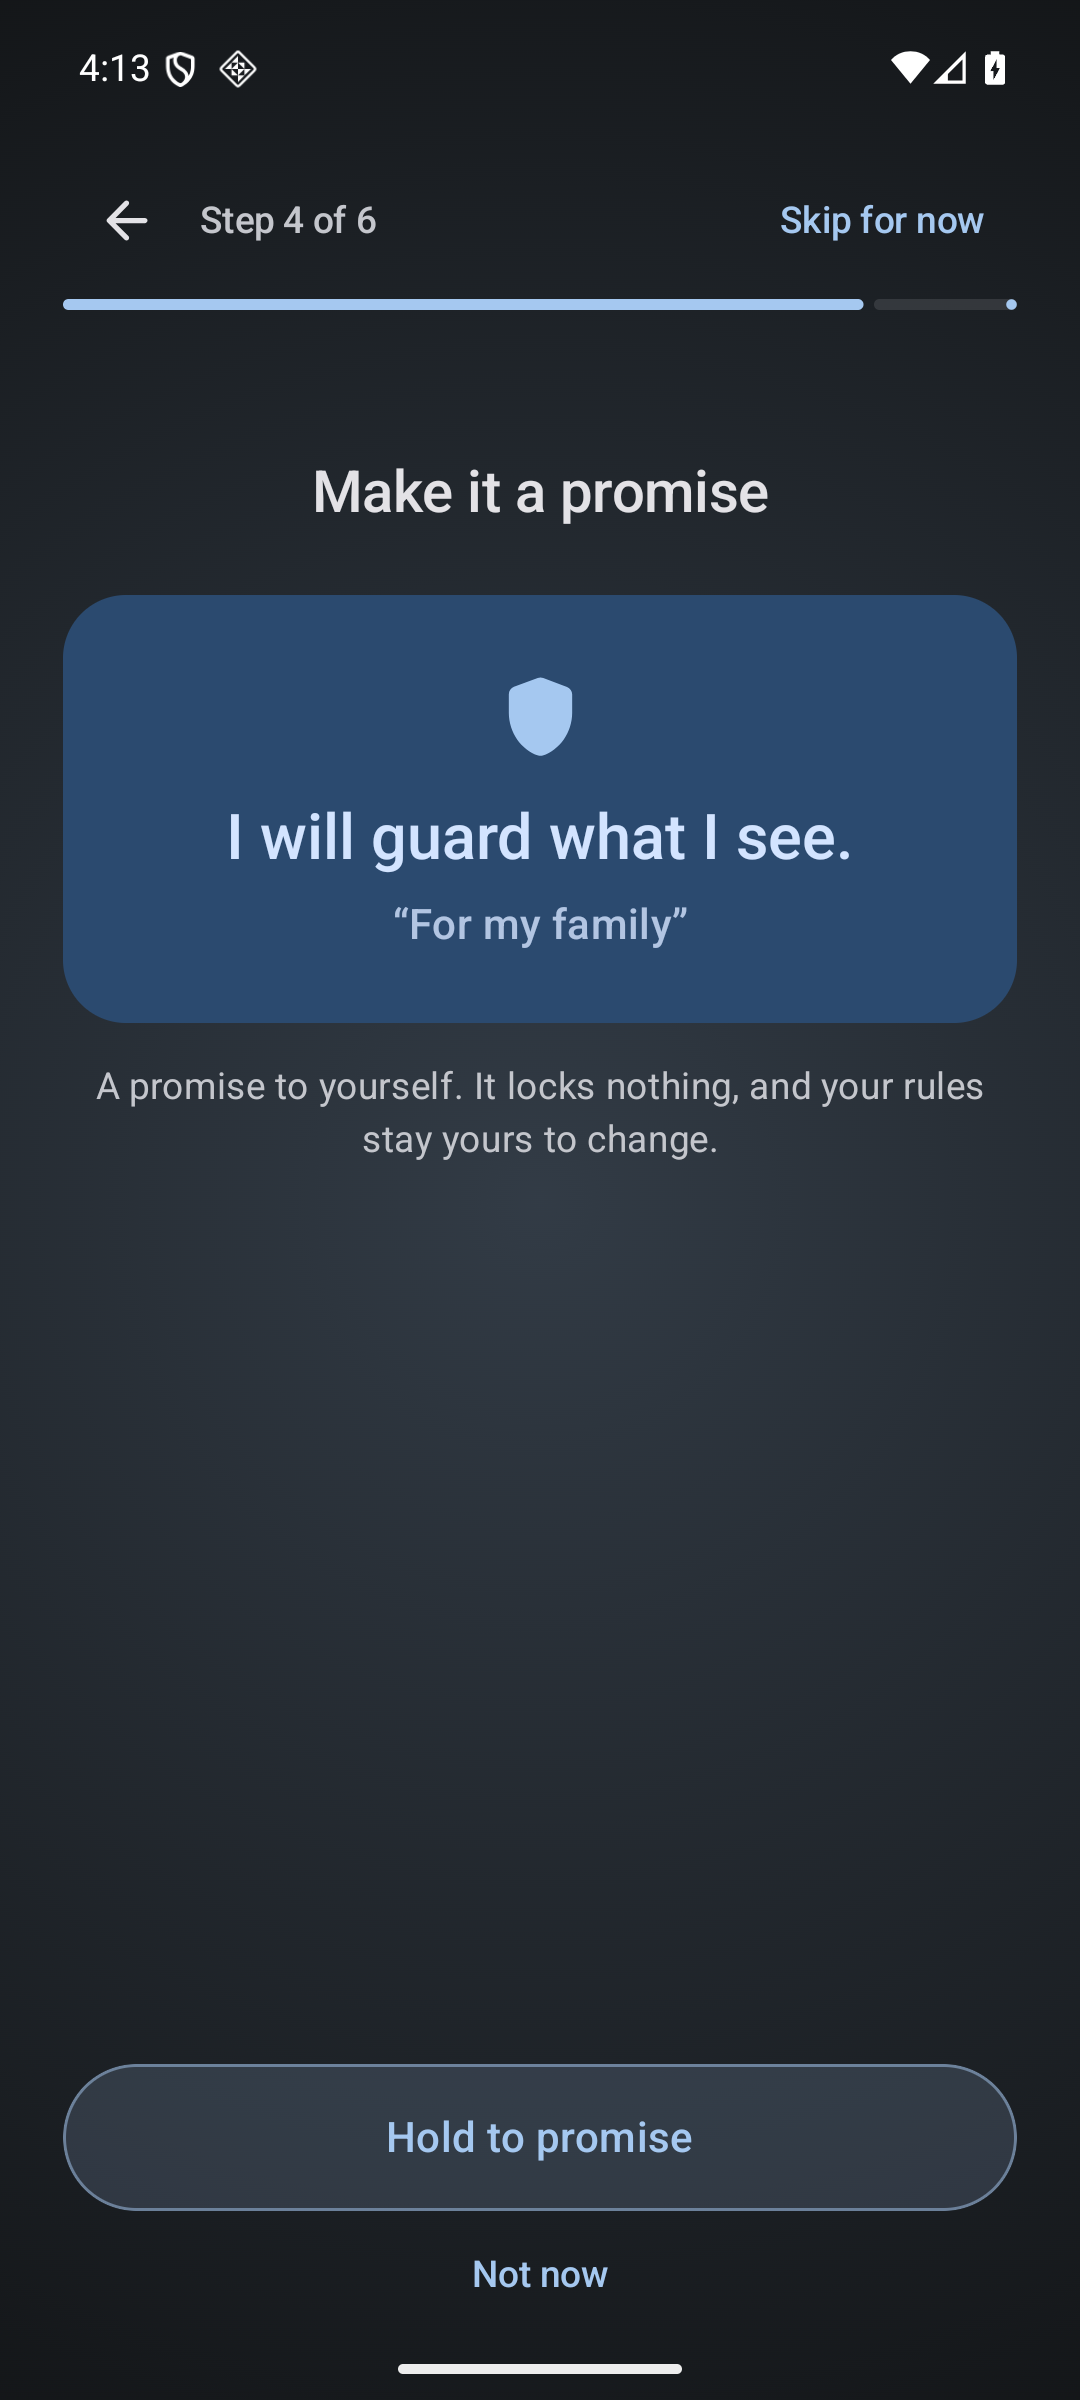 4:13
Step 4 of 6
Skip for now
Make it a promise
I will guard what I see.
“For my family”
A promise to yourself. It locks nothing, and your rules
stay yours to change.
Hold to promise
Not now